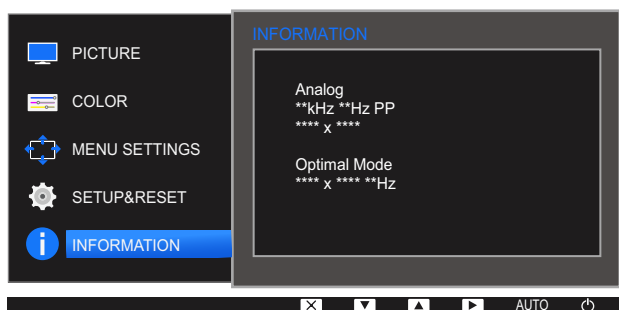 PICTURE
COLOR
MENU SETTINGS
SETUP&RESET
INFORMATION
INFORMATION
Analog
**kHz **Hz PP
**** x ****
Optimal Mode
**** x **** **Hz
AUTO